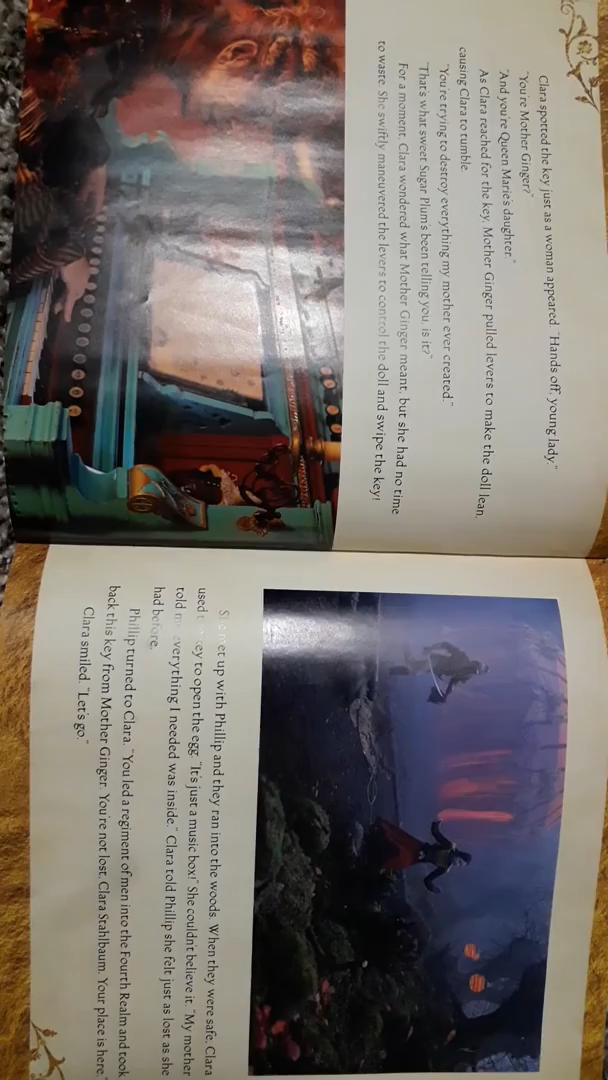 Clara spotted the key just as a woman appeared. "Hands off, young lady."
"You're Mother Ginger?"
"And you're Queen Marie's daughter."
As Clara reached for the key, Mother Ginger pulled levers to make the doll lean,
causing Clara to tumble.
"You're trying to destroy everything my mother ever created."
"That's what sweet Sugar Plum's been telling you, is it?"
For a moment, Clara wondered what Mother Ginger meant, but she had no time
to waste. She swiftly maneuvered the levers to control the doll and swipe the key!
She met up with Phillip and they ran into the woods. When they were safe, Clara
used the key to open the egg. "It's just a music box!" She couldn't believe it. "My mother
told me everything I needed was inside." Clara told Phillip she felt just as lost as she
had before.
Phillip turned to Clara. "You led a regiment of men into the Fourth Realm and took
back this key from Mother Ginger. You're not lost, Clara Stahlbaum. Your place is here."
Clara smiled. "Let's go."